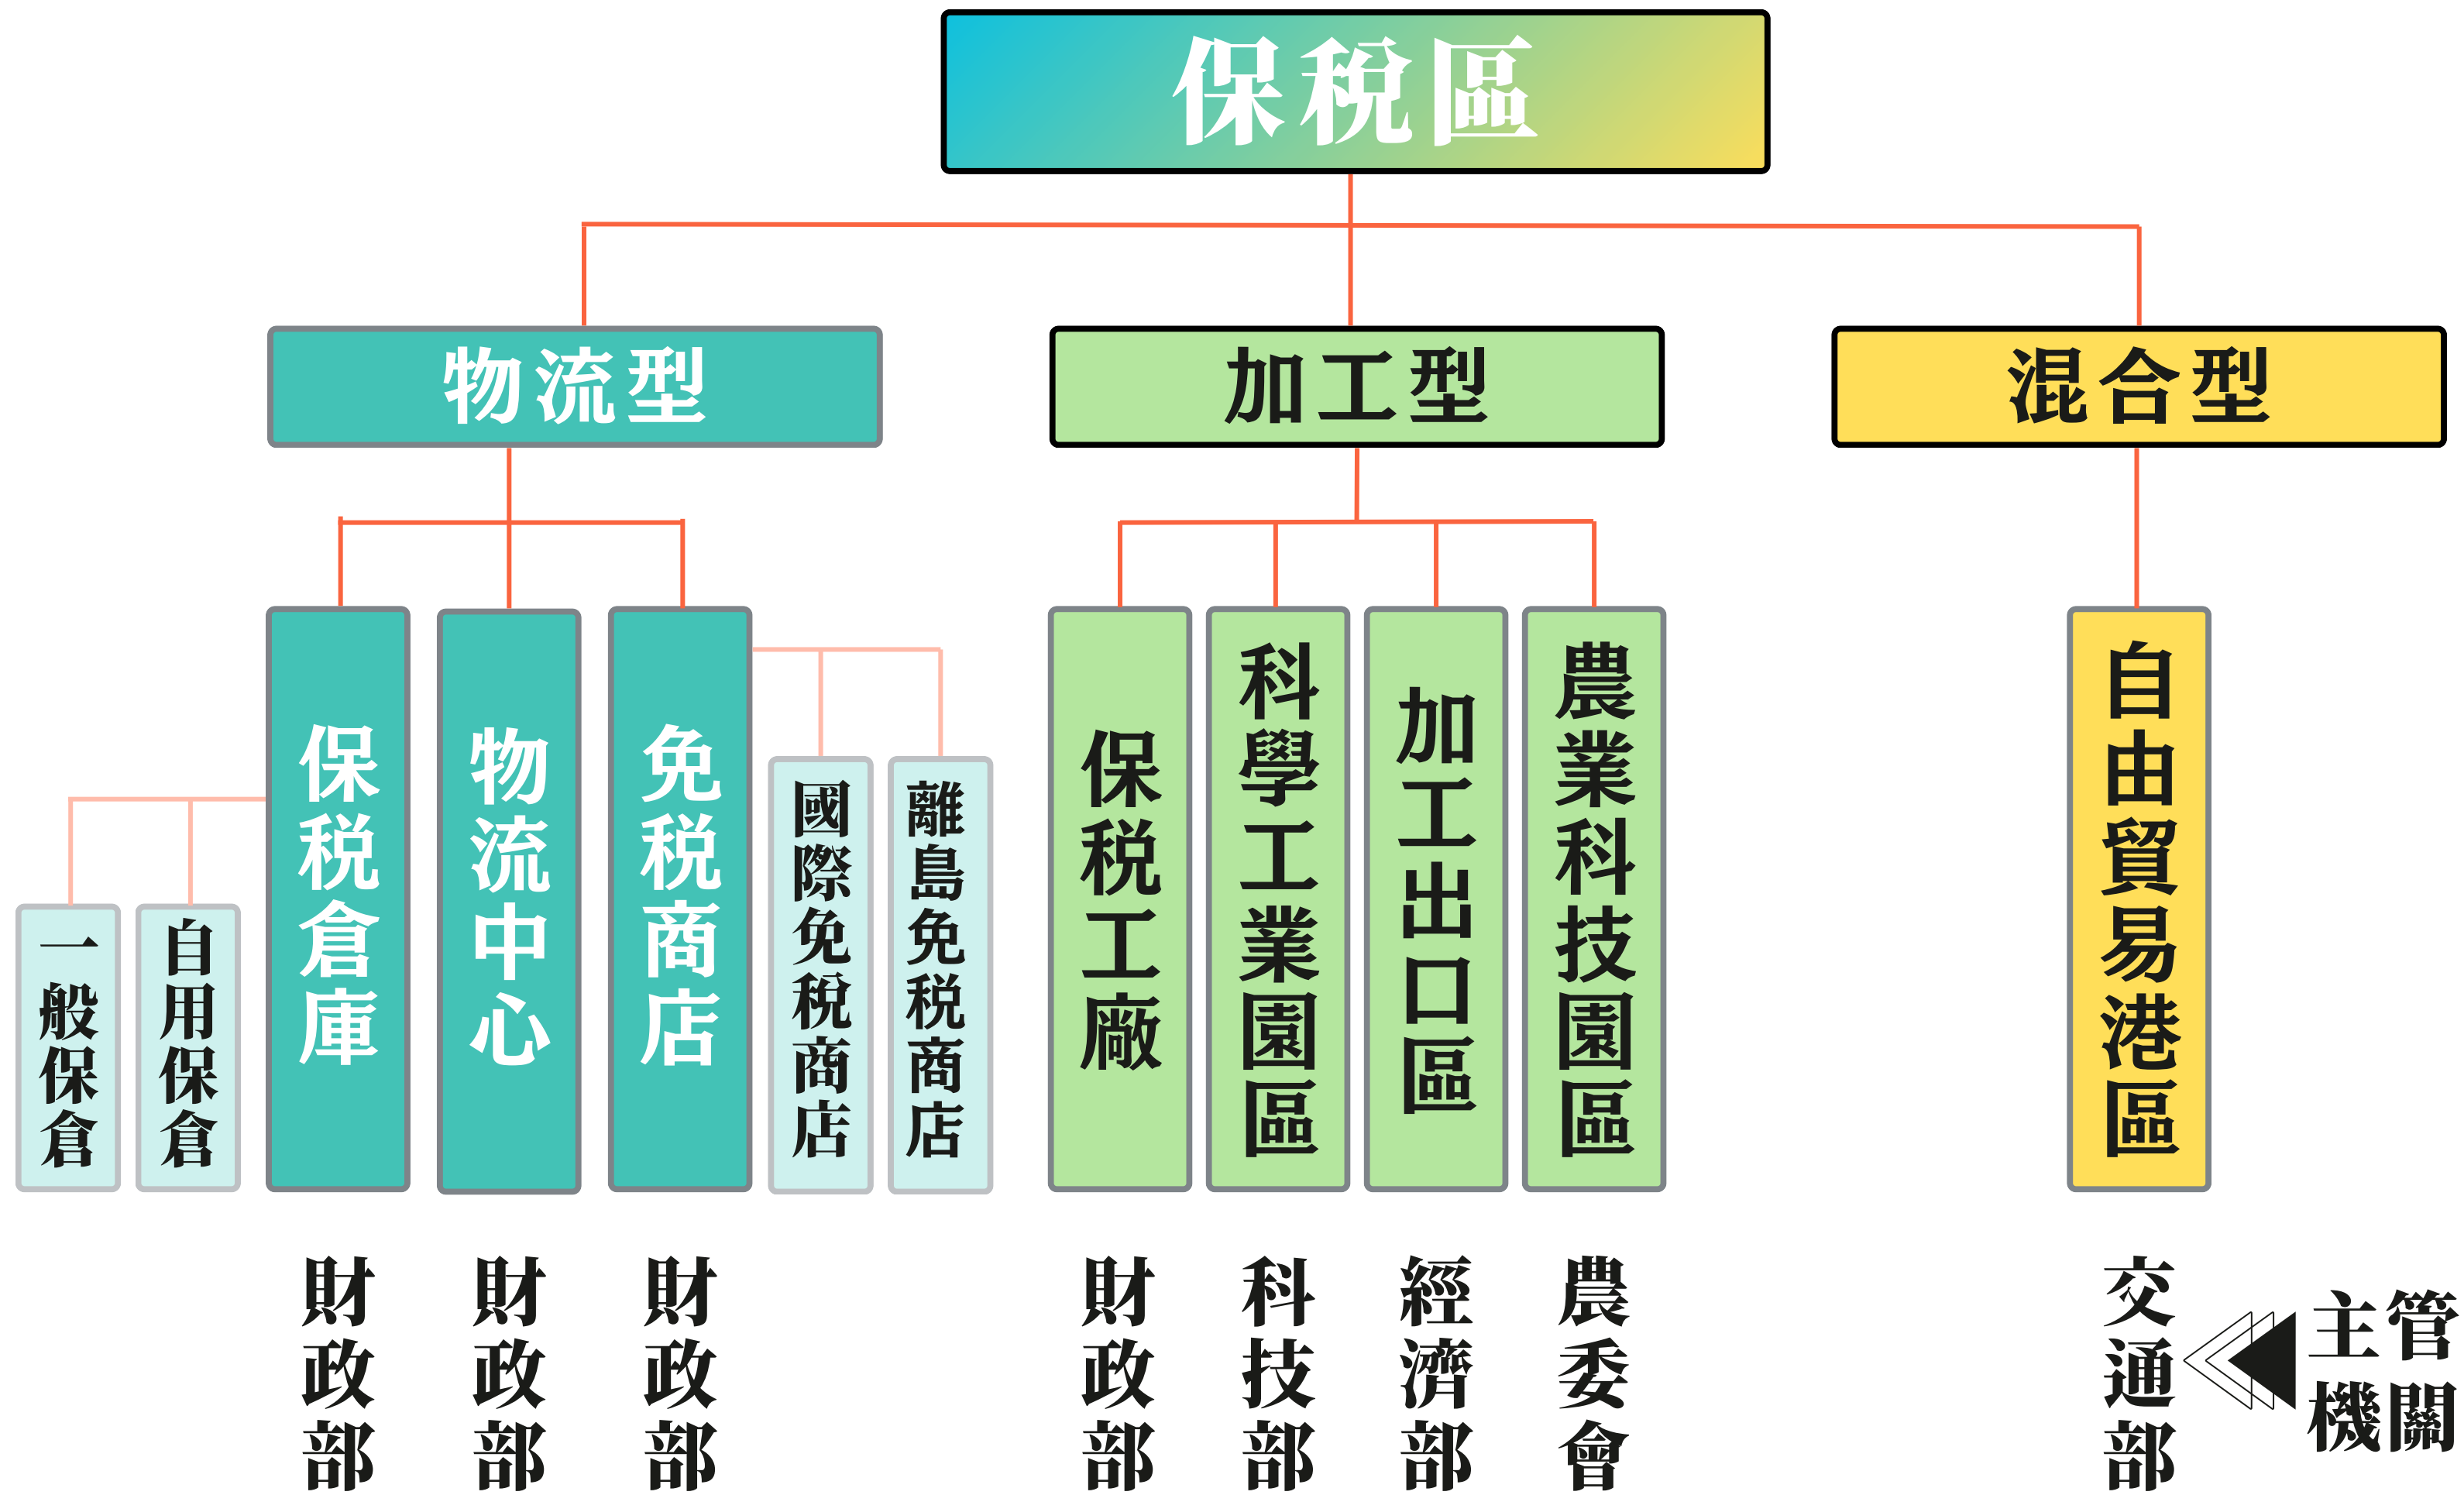 保稅區
物流型
加工型
混合型
一般保倉
自用保倉
保稅倉庫
物流中心
免稅商店
國際免稅商店
離島免稅商店
保稅工廠
科學工業園區
加工出口區
農業科技園區
自由貿易港區
財政部
財政部
財政部
財政部
科技部
經濟部
農委會
交通部
主管
機關